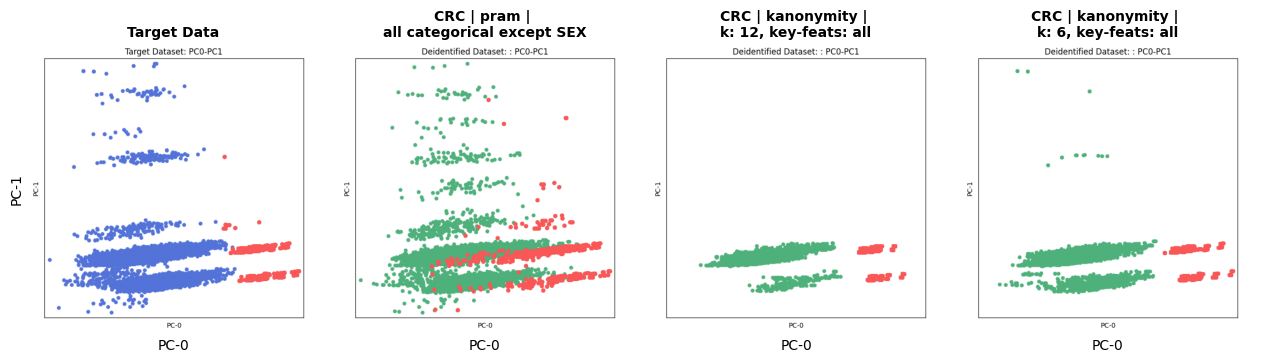 Target Data
Target Dataset: PC0-PC1
PC-1
PC-1
PC-0
PC-0
CRC | pram |
all categorical except SEX
Deidentified Dataset: : PC0-PC1
PC-1
PC-0
PC-0
CRC | kanonymity |
k: 12, key-feats: all
Deidentified Dataset: : PC0-PC1
PC-1
PC-0
PC-0
CRC | kanonymity |
k: 6, key-feats: all
Deidentified Dataset: : PC0-PC1
PC-1
PC-0
PC-0